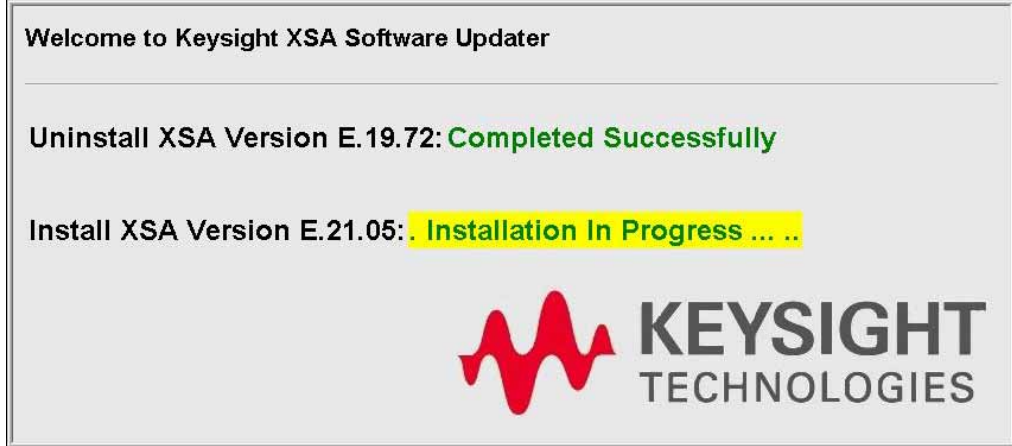 Welcome to Keysight XSA Software Updater
Uninstall XSA Version E.19.72: Completed Successfully
Install XSA Version E.21.05: . Installation In Progress ... ..
KEYSIGHT
TECHNOLOGIES